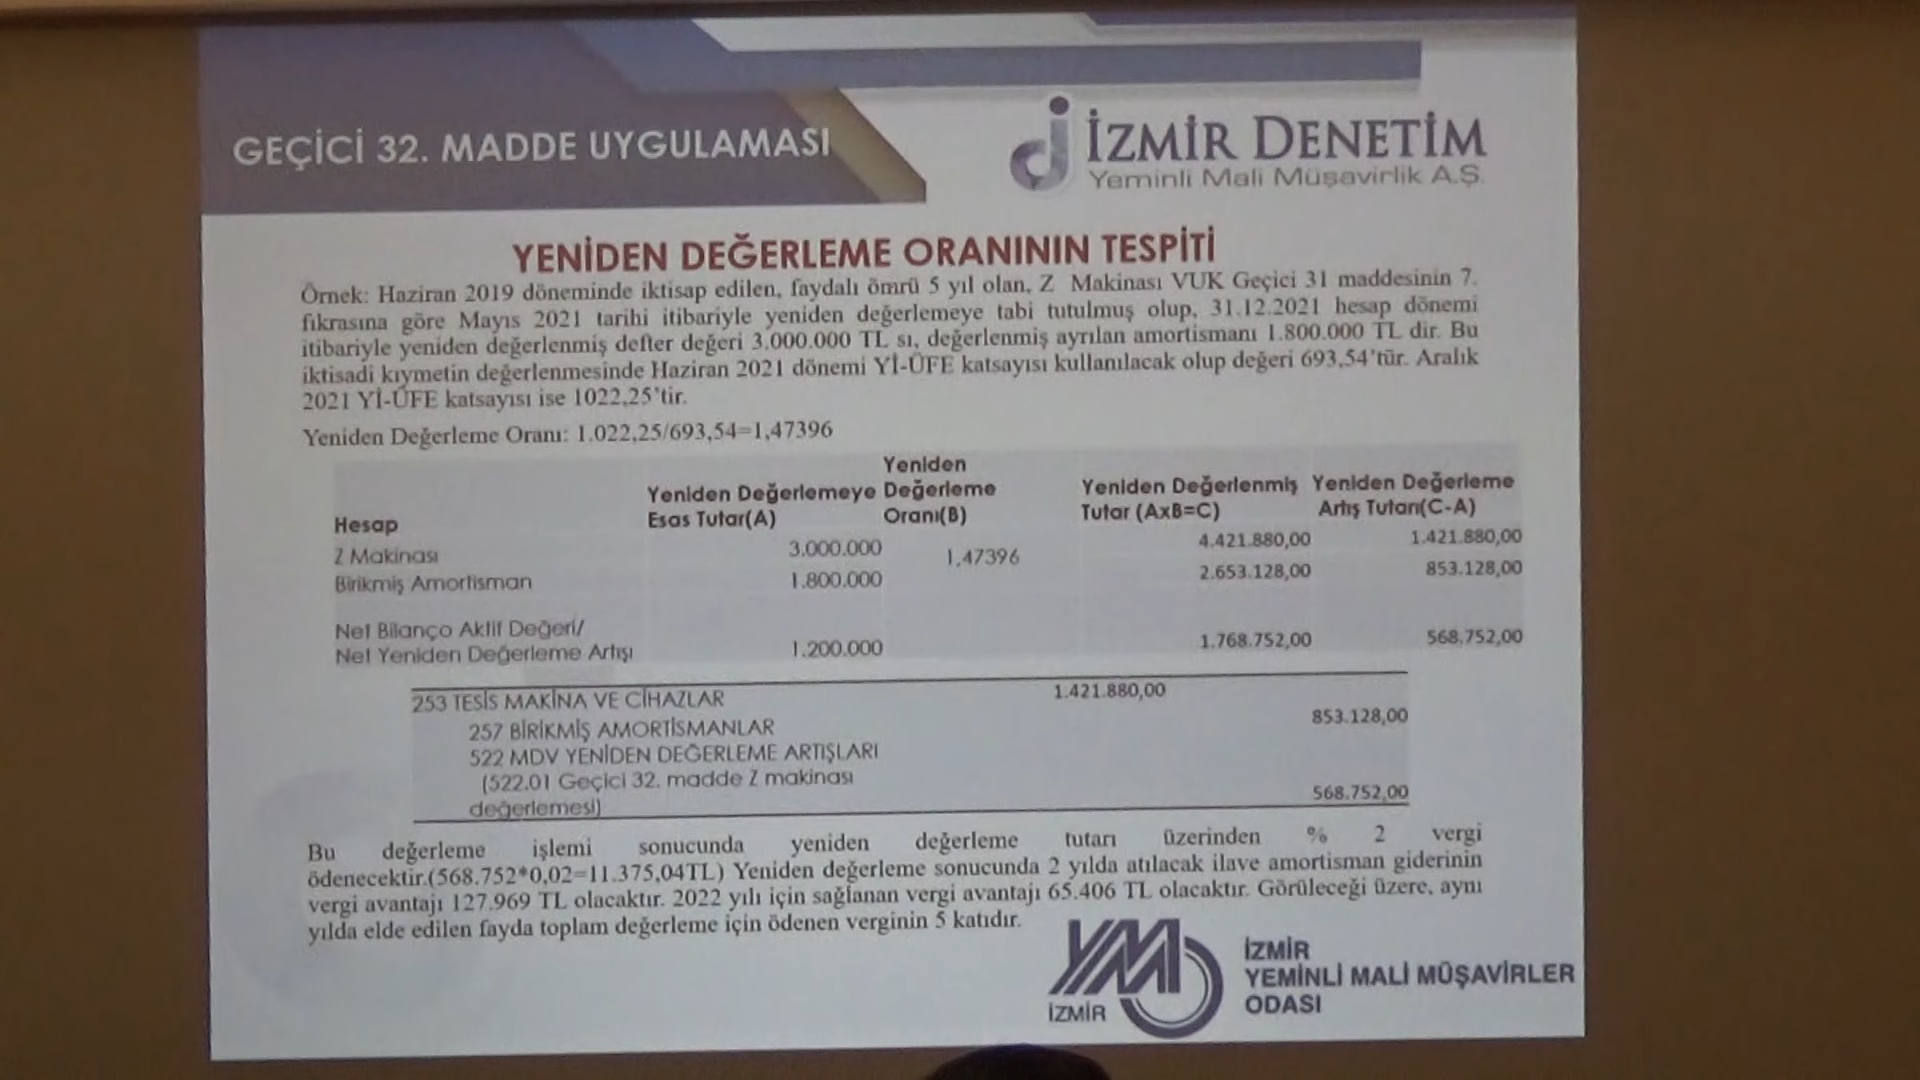 GEÇİCİ 32. MADDE UYGULAMASI
İZMİR DENETİM
Yeminli Mali Müşavirlik A.Ş.
YENİDEN DEĞERLEME ORANININ TESPİTİ
Örnek: Haziran 2019 döneminde iktisap edilen, faydalı ömrü 5 yıl olan, Z Makinası VUK Geçici 31 maddesinin 7.
fıkrasına göre Mayıs 2021 tarihi itibariyle yeniden değerlemeye tabi tutulmuş olup, 31.12.2021 hesap dönemi
itibariyle yeniden değerlenmiş defter değeri 3.000.000 TL sı, değerlenmiş ayrılan amortismanı 1.800.000 TL dir. Bu
iktisadi kıymetin değerlenmesinde Haziran 2021 dönemi Yİ-ÜFE katsayısı kullanılacak olup değeri 693,54'tür. Aralık
2021 Yİ-ÜFE katsayısı ise 1022,25'tir.
Yeniden Değerleme Oranı: 1.022,25/693,54=1,47396
Hesap
Yeniden Değerlemeye
Esas Tutar(A)
Yeniden
Değerleme
Oranı(B)
Yeniden Değerlenmiş
Tutar (AxB=C)
Yeniden Değerleme
Artış Tutarı(C-A)
Z Makinası 3.000.000 1,47396 4.421.880,00 1.421.880,00
Birikmiş Amortisman 1.800.000 2.653.128,00 853.128,00
Net Bilanço Aktif Değeri/
Net Yeniden Değerleme Artışı 1.200.000 1.768.752,00 568.752,00
253 TESİS MAKİNA VE CİHAZLAR 1.421.880,00
257 BİRİKMİŞ AMORTİSMANLAR 853.128,00
522 MDV YENİDEN DEĞERLEME ARTIŞLARI
(522.01 Geçici 32. madde Z makinası
değerlemesi) 568.752,00
Bu değerleme işlemi sonucunda yeniden değerleme tutarı üzerinden % 2 vergi
ödenecektir.(568.752*0,02=11.375,04TL) Yeniden değerleme sonucunda 2 yılda atılacak ilave amortisman giderinin
vergi avantajı 127.969 TL olacaktır. 2022 yılı için sağlanan vergi avantajı 65.406 TL olacaktır. Görüleceği üzere, aynı
yılda elde edilen fayda toplam değerleme için ödenen verginin 5 katıdır.
YMM
İZMİR
İZMİR
YEMİNLİ MALİ MÜŞAVİRLER
ODASI